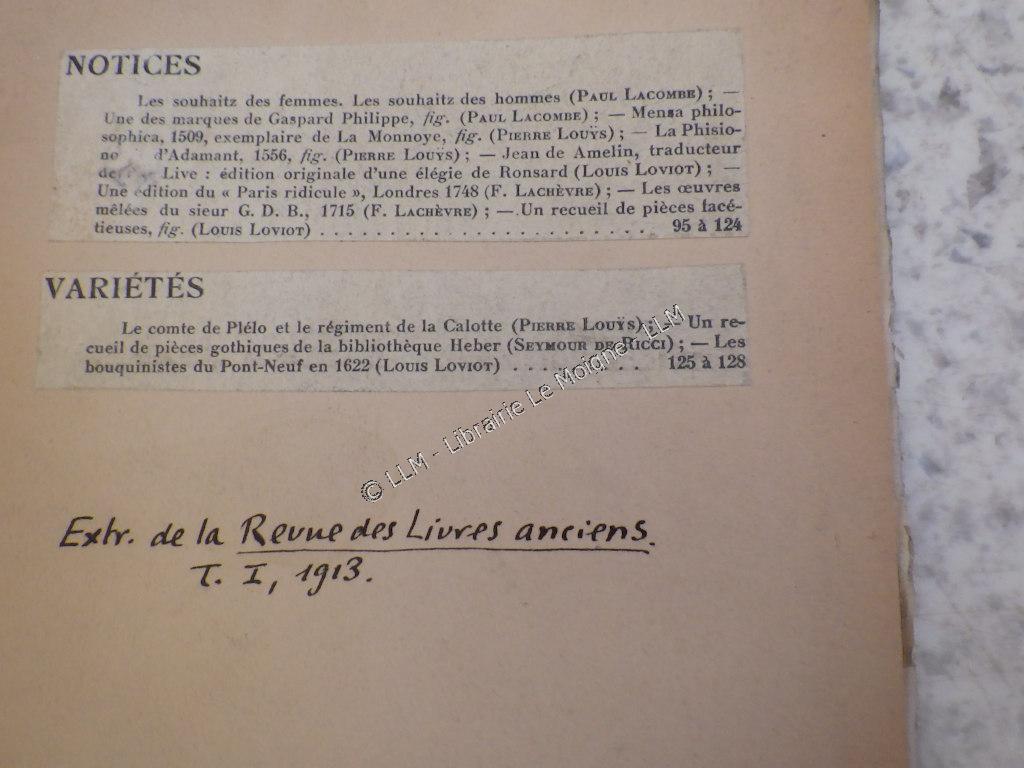 NOTICES
Les souhaitz des femmes. Les souhaitz des hommes (PAUL LACOMBE) ; —
Une des marques de Gaspard Philippe, fig. (PAUL LACOMBE) ; — Mensa philo-
sophica, 1509, exemplaire de La Monnoye, fig. (PIERRE LOUŸS) ; — La Phisio-
no d'Adamant, 1556, fig. (PIERRE LOUŸS) ; — Jean de Amelin, traducteur
Live : édition originale d'une élégie de Ronsard (LOUIS LOVIOT) ; —
Une édition du « Paris ridicule », Londres 1748 (F. LACHÈVRE) ; — Les œuvres
mêlées du sieur G. D. B., 1715 (F. LACHÈVRE) ; — Un recueil de pièces facé-
tieuses, fig. (LOUIS LOVIOT) . . . . . . . . . . . . . . . . . . . . . . . . 95 à 124
VARIÉTÉS
Le comte de Plélo et le régiment de la Calotte (PIERRE LOUŸS) ; — Un re-
cueil de pièces gothiques de la bibliothèque Heber (SEYMOUR DE RICCI) ; — Les
bouquinistes du Pont-Neuf en 1622 (LOUIS LOVIOT) . . . . . . . . . 125 à 128
© LLM - Librairie Le Moigne - LLM
Extr. de la Revue des Livres anciens.
T. I, 1913.